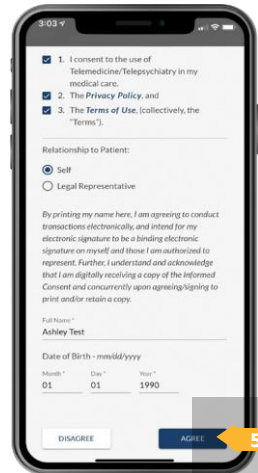 3:03
1. I consent to the use of
Telemedicine/Telepsychiatry in my
medical care.
2. The Privacy Policy, and
3. The Terms of Use, (collectively, the
"Terms").
Relationship to Patient:
Self
Legal Representative
By printing my name here, I am agreeing to conduct
transactions electronically, and intend for my
electronic signature to be a binding electronic
signature on myself and those I am authorized to
represent. Further, I understand and acknowledge
that I am digitally receiving a copy of the Informed
Consent and concurrently upon agreeing/signing to
print and/or retain a copy.
Full Name *
Ashley Test
Date of Birth - mm/dd/yyyy
Month * Day * Year *
01 01 1990
DISAGREE AGREE 5